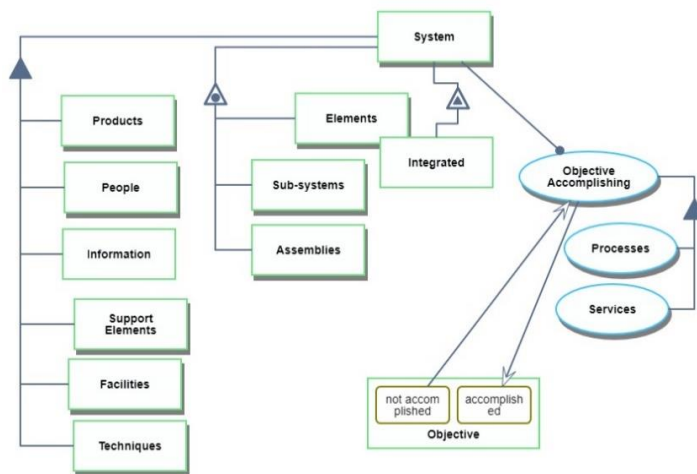 System
Products
People
Information
Support
Elements
Facilities
Techniques
Elements
Sub-systems
Assemblies
Integrated
Objective
Accomplishing
Processes
Services
not accom
plished
accomplish
ed
Objective